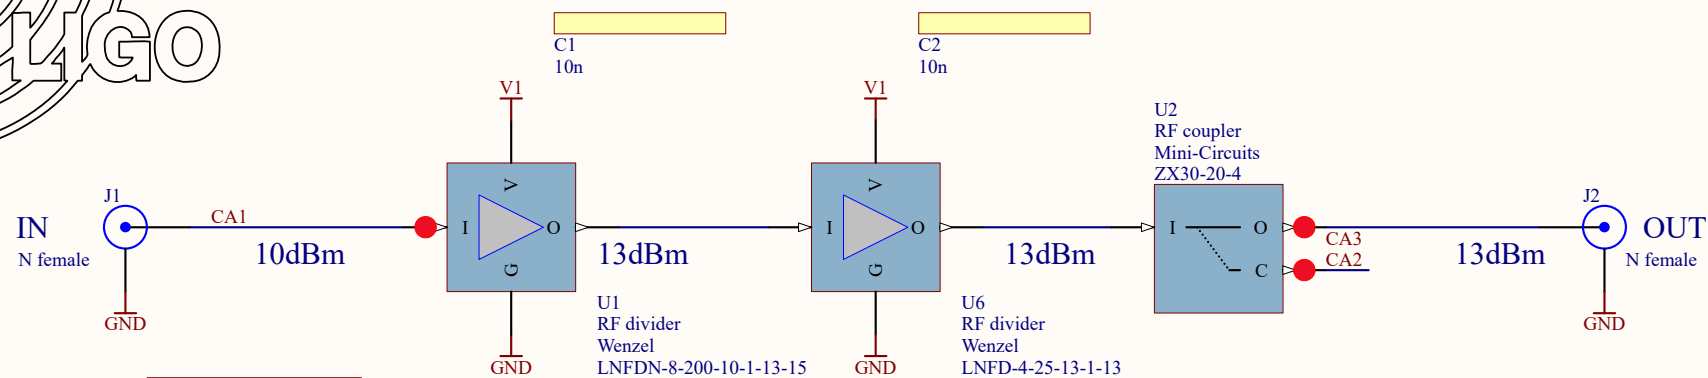 LIGO
C1
10n
C2
10n
V1
V1
U2
RF coupler
Mini-Circuits
ZX30-20-4
J1
J2
IN
N female
CA1
10dBm
I
V
O
G
13dBm
I
V
O
G
13dBm
I
O
C
CA3
CA2
13dBm
OUT
N female
GND
GND
U1
RF divider
Wenzel
LNFDN-8-200-10-1-13-15
GND
U6
RF divider
Wenzel
LNFD-4-25-13-1-13
GND